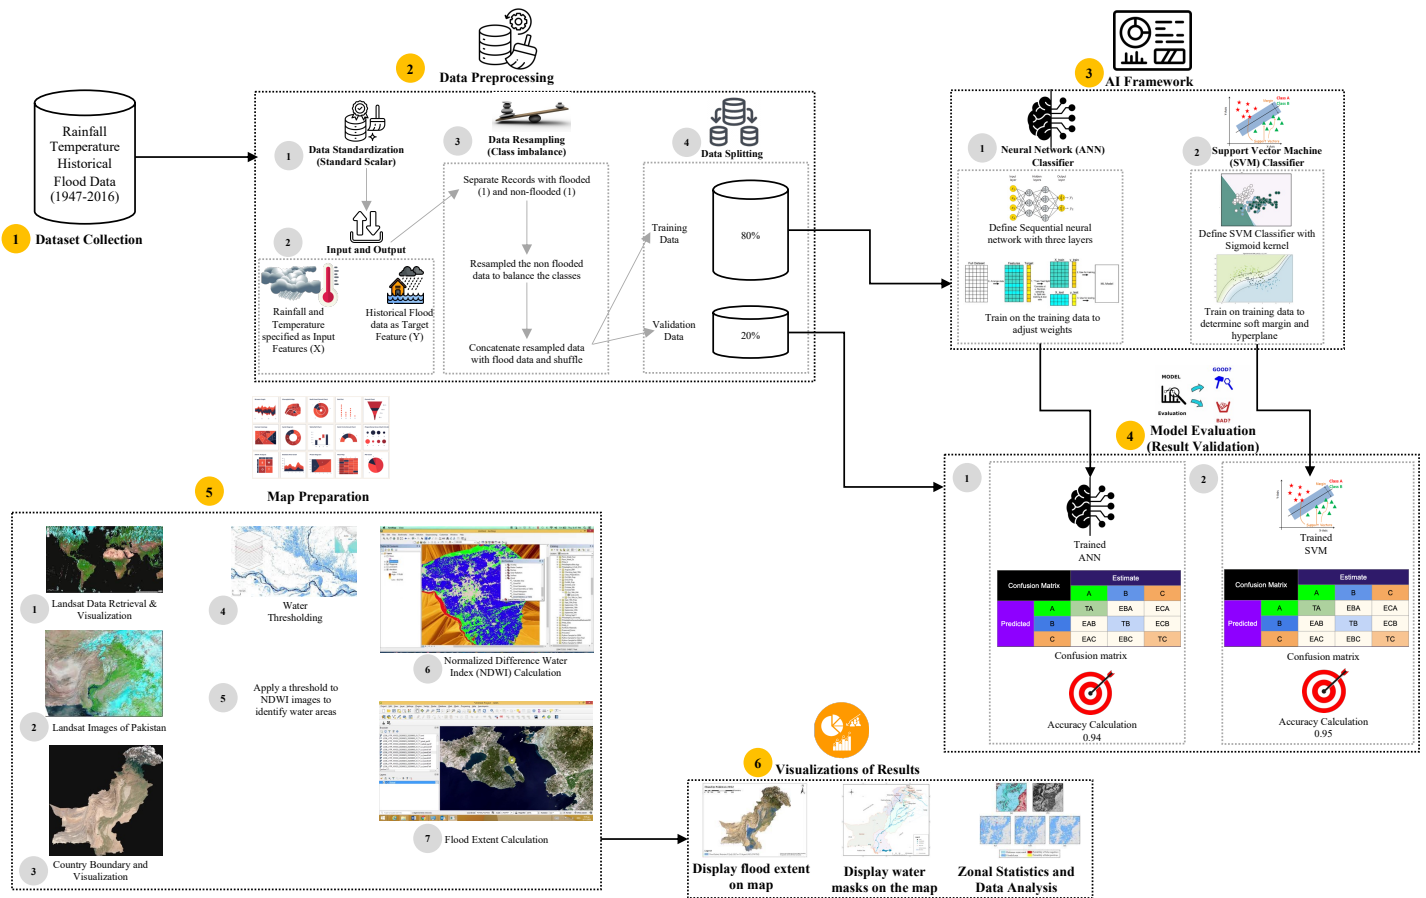 1
Dataset Collection
Rainfall
Temperature
Historical
Flood Data
(1947-2016)
2
Data Preprocessing
1
Data Standardization
(Standard Scalar)
2
Input and Output
Rainfall and
Temperature
specified as Input
Features (X)
Historical Flood
data as Target
Feature (Y)
3
Data Resampling
(Class imbalance)
Separate Records with flooded
(1) and non-flooded (1)
Resampled the non flooded
data to balance the classes
Concatenate resampled data
with flood data and shuffle
4
Data Splitting
Training
Data
80%
Validation
Data
20%
3
AI Framework
1
Neural Network (ANN)
Classifier
Define Sequential neural
network with three layers
Train on the training data to
adjust weights
2
Class A
Class B
Support Vector Machine
(SVM) Classifier
Define SVM Classifier with
Sigmoid kernel
Train on training data to
determine soft margin and
hyperplane
MODEL
Evaluation
GOOD?
BAD?
4
Model Evaluation
(Result Validation)
1
Trained
ANN
Confusion Matrix
Estimate
A B C
Predicted
A TA EBA ECA
B EAB TB ECB
C EAC EBC TC
Confusion matrix
Accuracy Calculation
0.94
2
Class A
Class B
Trained
SVM
Confusion Matrix
Estimate
A B C
Predicted
A TA EBA ECA
B EAB TB ECB
C EAC EBC TC
Confusion matrix
Accuracy Calculation
0.95
5
Map Preparation
1
Landsat Data Retrieval &
Visualization
2
Landsat Images of Pakistan
3
Country Boundary and
Visualization
4
Water
Thresholding
5
Apply a threshold to
NDWI images to
identify water areas
6
Normalized Difference Water
Index (NDWI) Calculation
7
Flood Extent Calculation
6
Visualizations of Results
Display flood extent
on map
Display water
masks on the map
Zonal Statistics and
Data Analysis